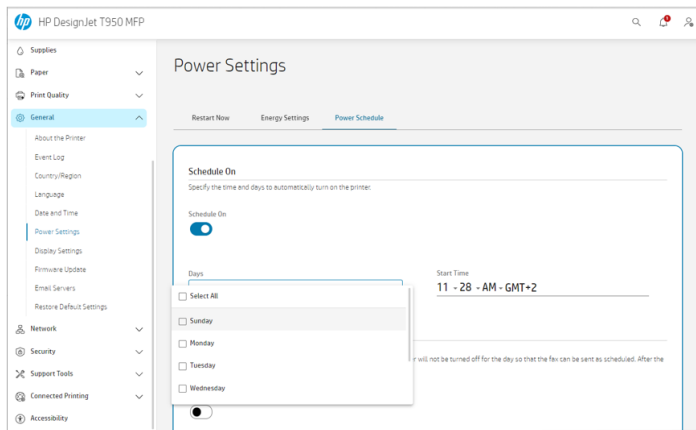 hp HP DesignJet T950 MFP
Supplies
Paper
Print Quality
General
About the Printer
Event Log
Country/Region
Language
Date and Time
Power Settings
Display Settings
Firmware Update
Email Servers
Restore Default Settings
Network
Security
Support Tools
Connected Printing
Accessibility
Power Settings
Restart Now Energy Settings Power Schedule
Schedule On
Specify the time and days to automatically turn on the printer.
Schedule On
Days
Select All
Sunday
Monday
Tuesday
Wednesday
Start Time
11 - 28 - AM - GMT+2
will not be turned off for the day so that the fax can be sent as scheduled. After the